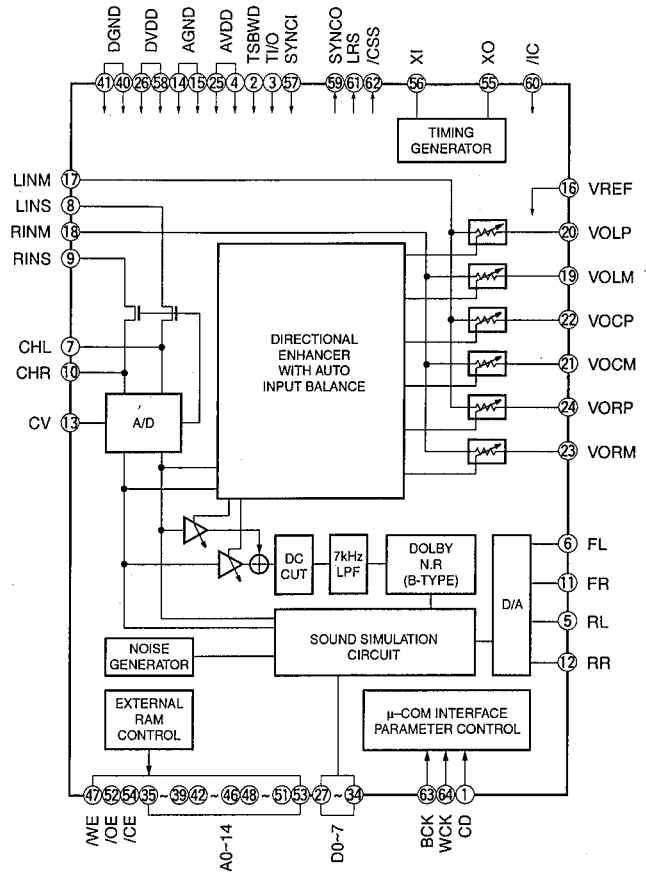 DGND
DVDD
AGND
AVDD
TSBWD
TI/O
SYNCI
SYNCO
LRS
/CSS
XI
XO
/IC
41 40 26 58 14 15 25 4 2 3 57 59 61 62 56 55 60
TIMING
GENERATOR
LINM 17
LINS 8
RINM 18
RINS 9
CHL 7
CHR 10
CV 13
A/D
DIRECTIONAL
ENHANCER
WITH AUTO
INPUT BALANCE
16 VREF
20 VOLP
19 VOLM
22 VOCP
21 VOCM
24 VORP
23 VORM
DC
CUT
7kHz
LPF
DOLBY
N.R
(B-TYPE)
D/A
6 FL
11 FR
5 RL
12 RR
SOUND SIMULATION
CIRCUIT
NOISE
GENERATOR
EXTERNAL
RAM
CONTROL
μ-COM INTERFACE
PARAMETER CONTROL
47 52 54 35 ~ 39 42 ~ 46 48 ~ 51 53 27 ~ 34 63 64 1
/WE
/OE
/CE
A0~14
D0~7
BCK
WCK
CD